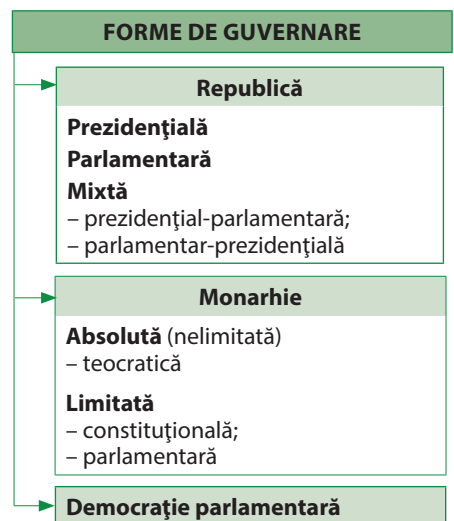 FORME DE GUVERNARE
Republică
Prezidenţială
Parlamentară
Mixtă
– prezidenţial-parlamentară;
– parlamentar-prezidenţială
Monarhie
Absolută (nelimitată)
– teocratică
Limitată
– constituţională;
– parlamentară
Democraţie parlamentară